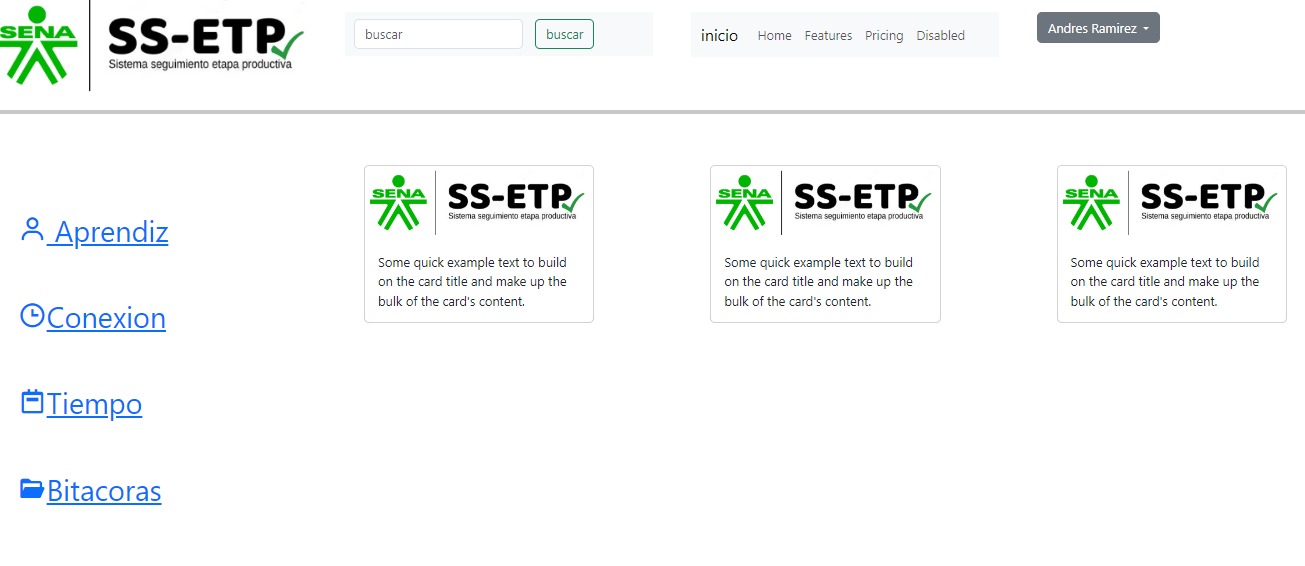 SENA
SS-ETP
Sistema seguimiento etapa productiva
buscar
buscar
inicio Home Features Pricing Disabled
Andres Ramirez
Aprendiz
Conexion
Tiempo
Bitacoras
SENA
SS-ETP
Sistema seguimiento etapa productiva
Some quick example text to build
on the card title and make up the
bulk of the card's content.
SENA
SS-ETP
Sistema seguimiento etapa productiva
Some quick example text to build
on the card title and make up the
bulk of the card's content.
SENA
SS-ETP
Sistema seguimiento etapa productiva
Some quick example text to build
on the card title and make up the
bulk of the card's content.